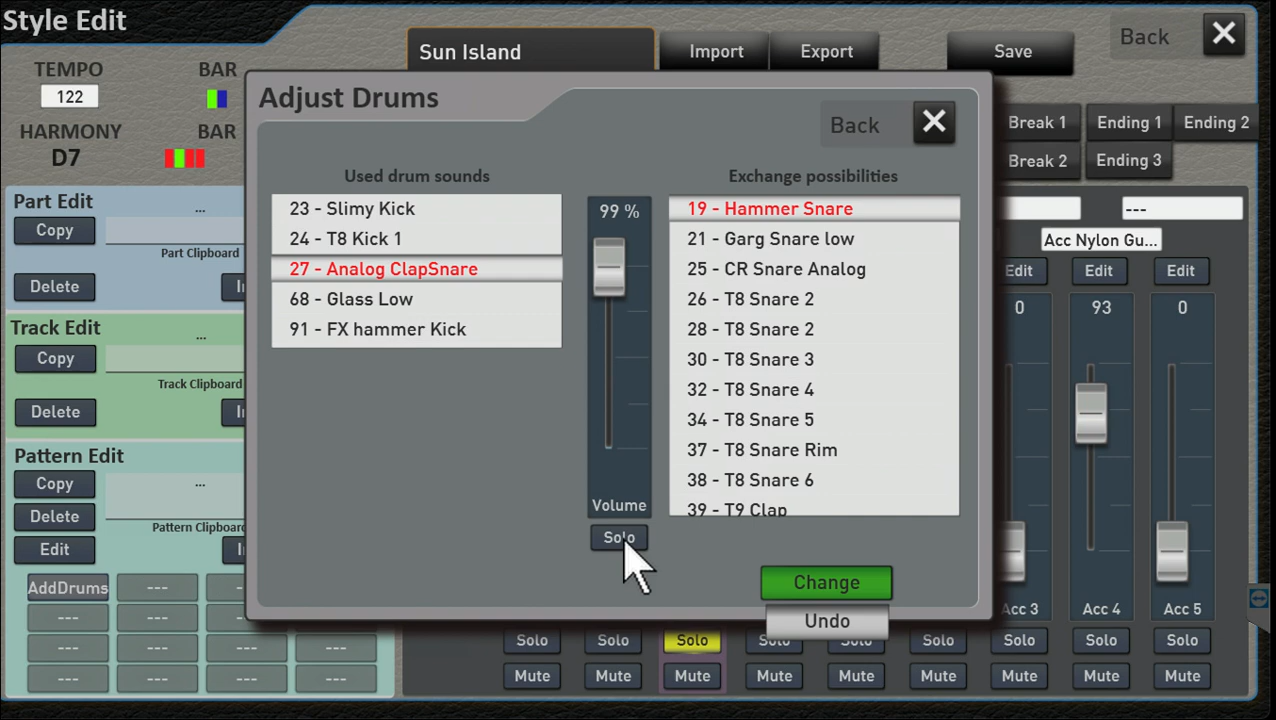 Style Edit
Sun Island
Import
Export
Save
Back
TEMPO
BAR
122
HARMONY
BAR
D7
Break 1
Ending 1
Ending 2
Break 2
Ending 3
Part Edit
...
Copy
Part Clipboard
Delete
Track Edit
...
Copy
Track Clipboard
Delete
Pattern Edit
...
Copy
Delete
Pattern Clipboard
Edit
AddDrums
---
---
---
---
---
---
---
---
---
---
---
---
Adjust Drums
Back
Used drum sounds
23 - Slimy Kick
24 - T8 Kick 1
27 - Analog ClapSnare
68 - Glass Low
91 - FX hammer Kick
99 %
Volume
Solo
Exchange possibilities
19 - Hammer Snare
21 - Garg Snare low
25 - CR Snare Analog
26 - T8 Snare 2
28 - T8 Snare 2
30 - T8 Snare 3
32 - T8 Snare 4
34 - T8 Snare 5
37 - T8 Snare Rim
38 - T8 Snare 6
39 - T9 Clap
Change
Undo
---
Acc Nylon Gu...
Edit
Edit
Edit
0
93
0
Acc 3
Acc 4
Acc 5
Solo
Solo
Solo
Solo
Solo
Solo
Solo
Solo
Solo
Mute
Mute
Mute
Mute
Mute
Mute
Mute
Mute
Mute